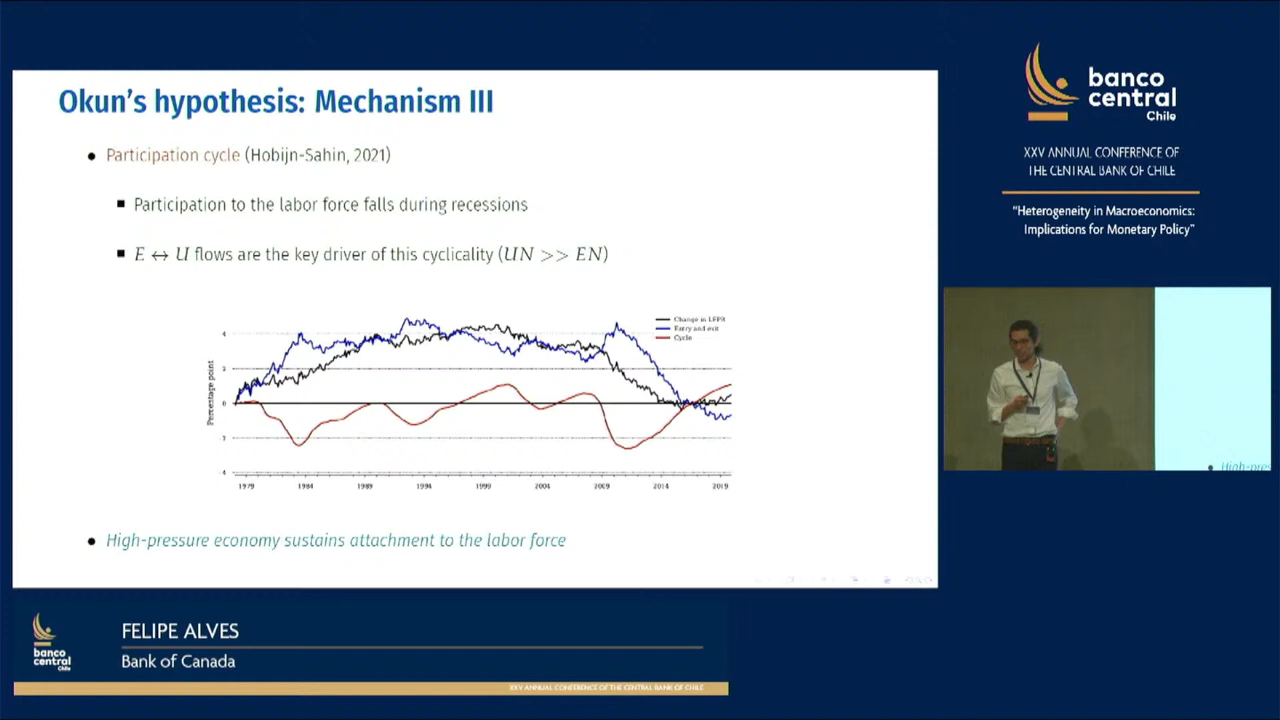 Okun's hypothesis: Mechanism III
• Participation cycle (Hobijn-Sahin, 2021)
■ Participation to the labor force falls during recessions
■ E ↔ U flows are the key driver of this cyclicality (UN >> EN)
Change in LFPR
Entry and exit
Cycle
Percentage point
4
2
0
-2
-4
1979 1984 1989 1994 1999 2004 2009 2014 2019
• High-pressure economy sustains attachment to the labor force
banco
central
Chile
XXV ANNUAL CONFERENCE OF
THE CENTRAL BANK OF CHILE
"Heterogeneity in Macroeconomics:
Implications for Monetary Policy"
• High-pres
banco
central
Chile
FELIPE ALVES
Bank of Canada
XXV ANNUAL CONFERENCE OF THE CENTRAL BANK OF CHILE